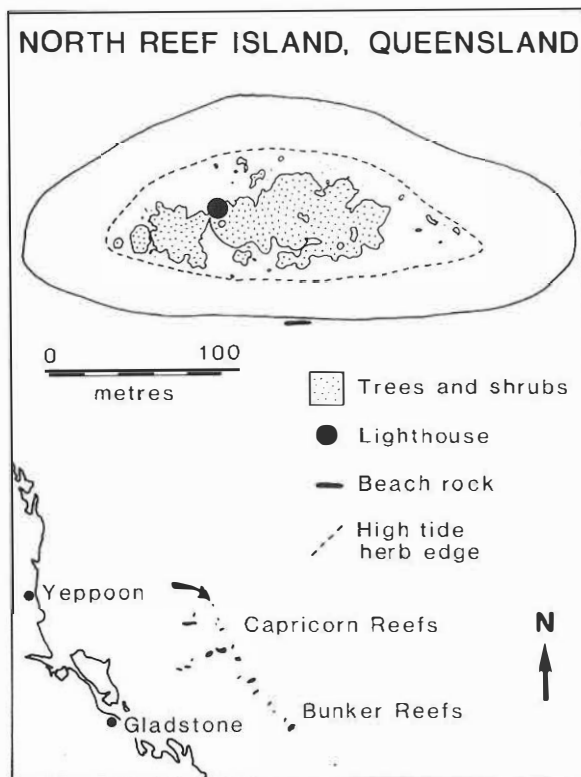 NORTH REEF ISLAND, QUEENSLAND
0 100
metres
Trees and shrubs
Lighthouse
Beach rock
High tide
herb edge
Yeppoon
Capricorn Reefs
N
Bunker Reefs
Gladstone